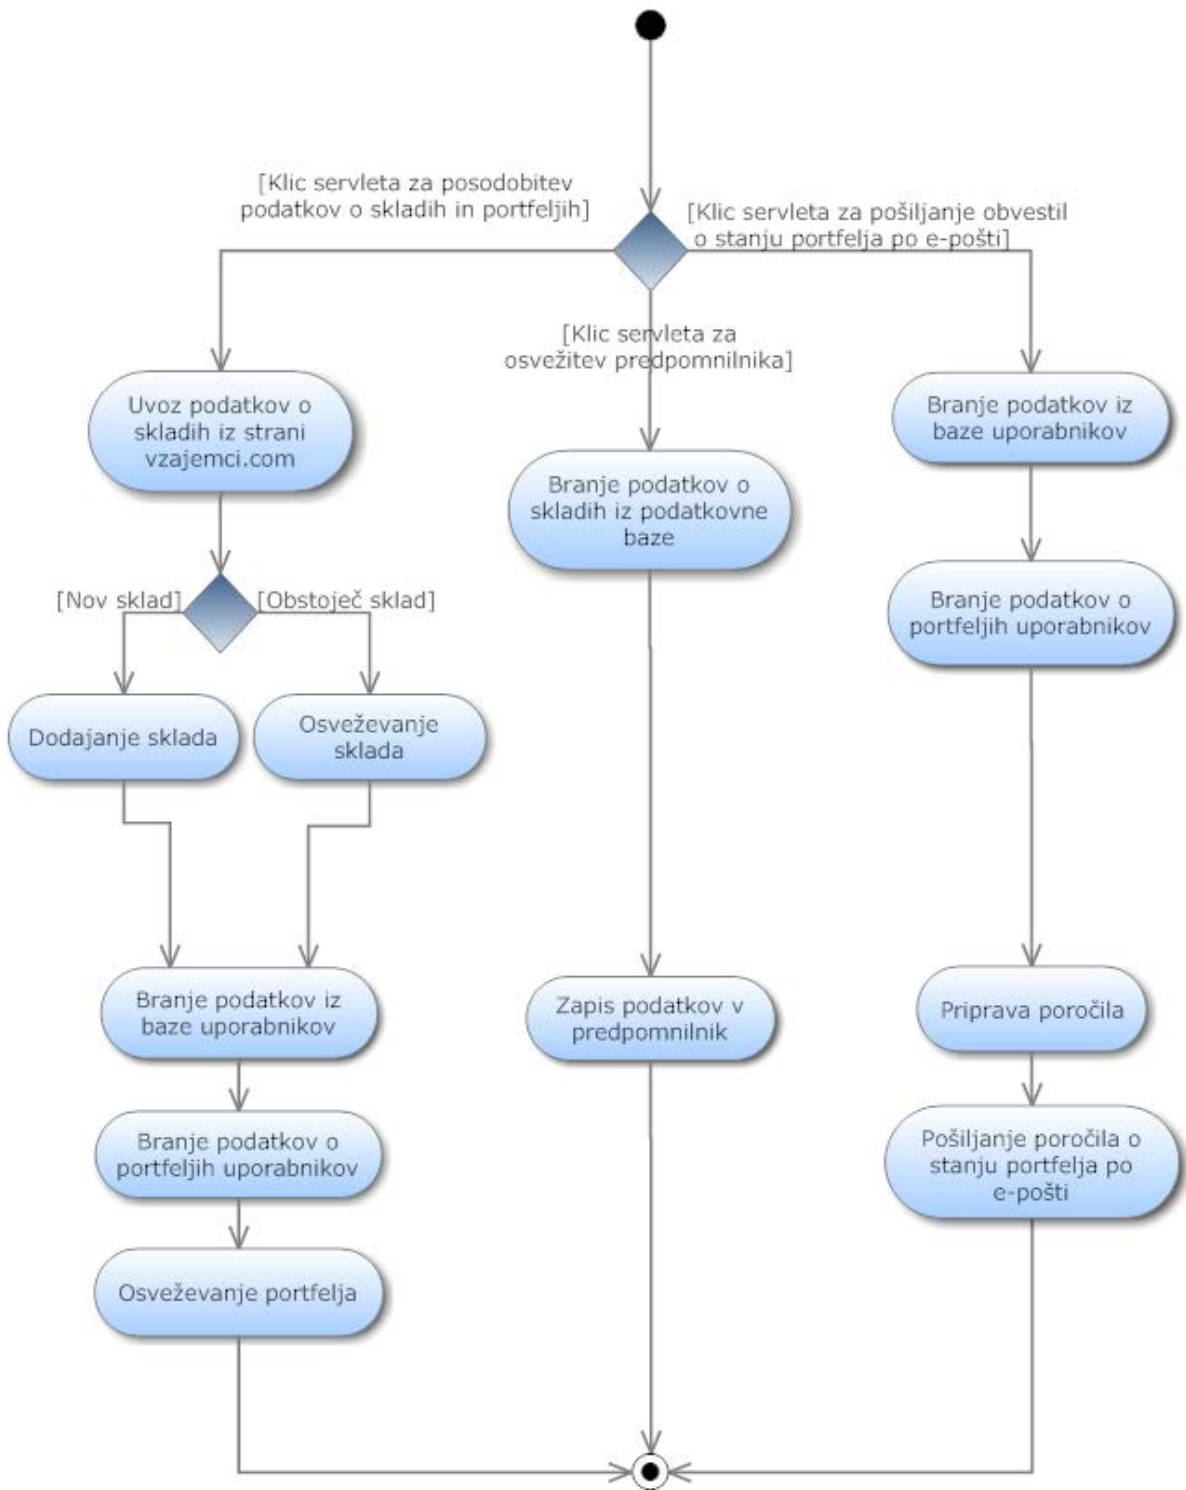 [Klic servleta za posodobitev
podatkov o skladih in portfeljih]
[Klic servleta za pošiljanje obvestil
o stanju portfelja po e-pošti]
[Klic servleta za
osvežitev predpomnilnika]
Uvoz podatkov o
skladih iz strani
vzajemci.com
Branje podatkov iz
baze uporabnikov
Branje podatkov o
skladih iz podatkovne
baze
[Nov sklad]
[Obstoječ sklad]
Branje podatkov o
portfeljih uporabnikov
Dodajanje sklada
Osveževanje
sklada
Branje podatkov iz
baze uporabnikov
Zapis podatkov v
predpomnilnik
Priprava poročila
Branje podatkov o
portfeljih uporabnikov
Pošiljanje poročila o
stanju portfelja po
e-pošti
Osveževanje portfelja